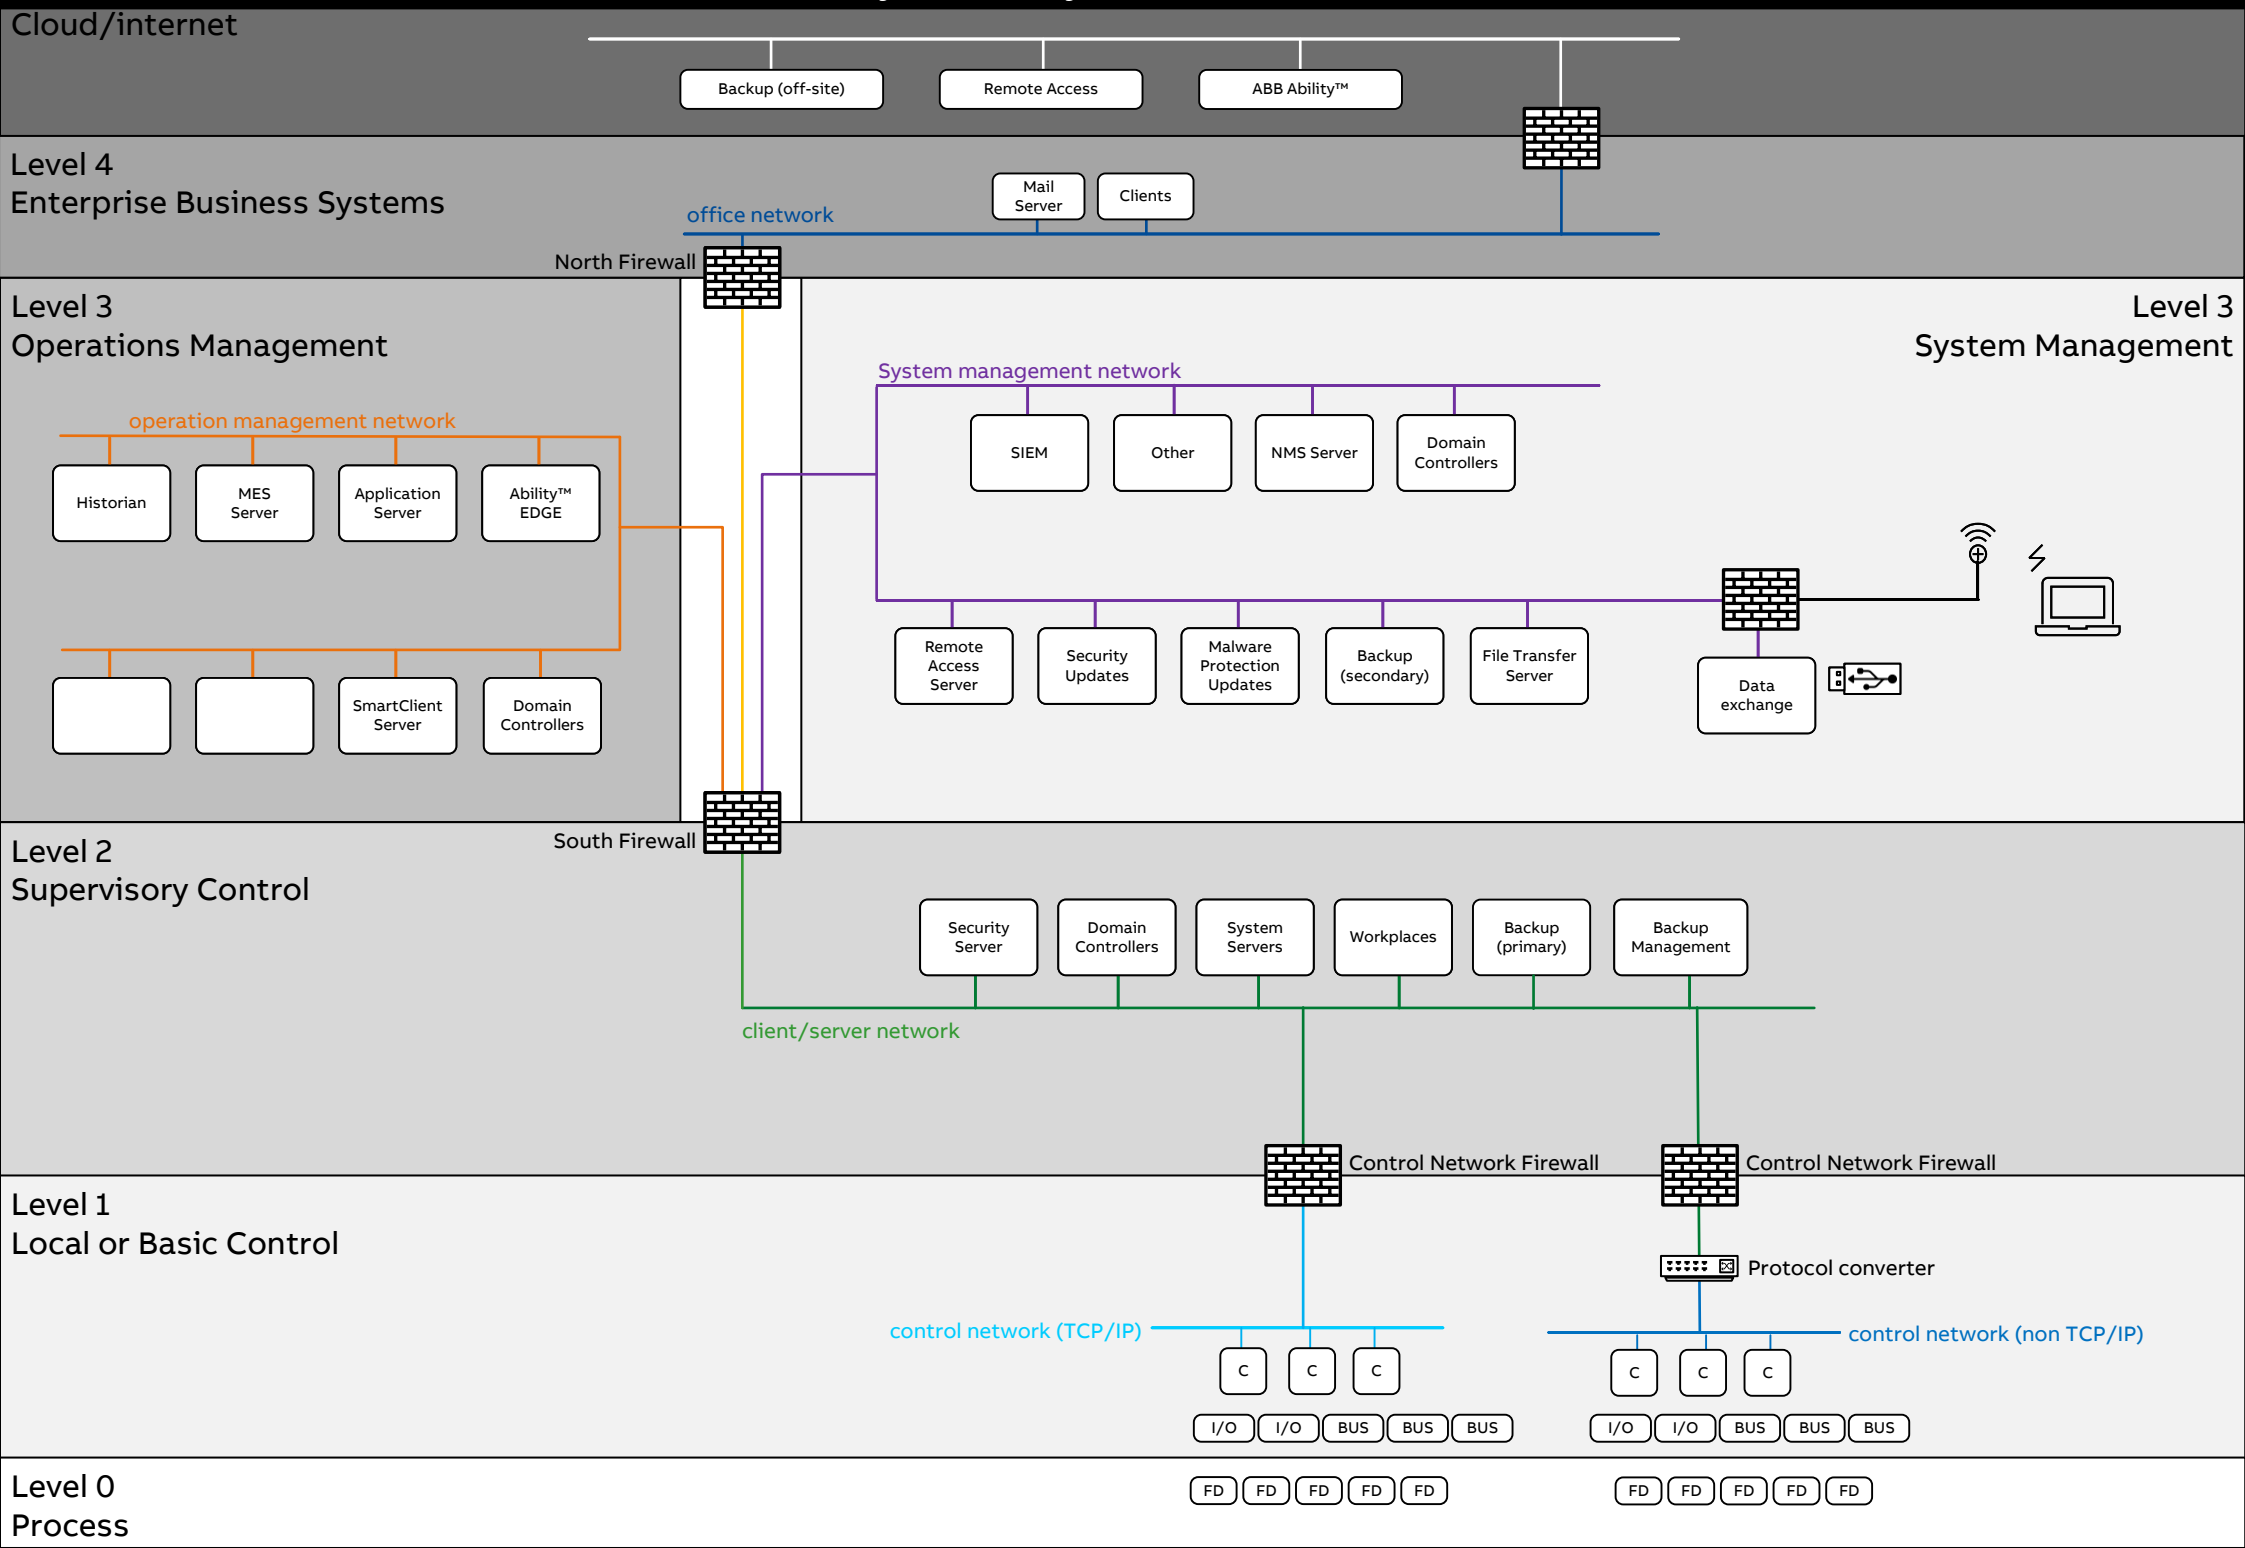 Cloud/internet
Backup (off-site)
Remote Access
ABB Ability™
Level 4
Enterprise Business Systems
Mail
Server
Clients
office network
North Firewall
Level 3
Operations Management
Level 3
System Management
System management network
operation management network
SIEM
Other
NMS Server
Domain
Controllers
Historian
MES
Server
Application
Server
Ability™
EDGE
Remote
Access
Server
Security
Updates
Malware
Protection
Updates
Backup
(secondary)
File Transfer
Server
Data
exchange
SmartClient
Server
Domain
Controllers
South Firewall
Level 2
Supervisory Control
Security
Server
Domain
Controllers
System
Servers
Workplaces
Backup
(primary)
Backup
Management
client/server network
Control Network Firewall
Control Network Firewall
Level 1
Local or Basic Control
Protocol converter
control network (TCP/IP)
control network (non TCP/IP)
C C C
C C C
I/O I/O BUS BUS BUS
I/O I/O BUS BUS BUS
Level 0
Process
FD FD FD FD FD
FD FD FD FD FD